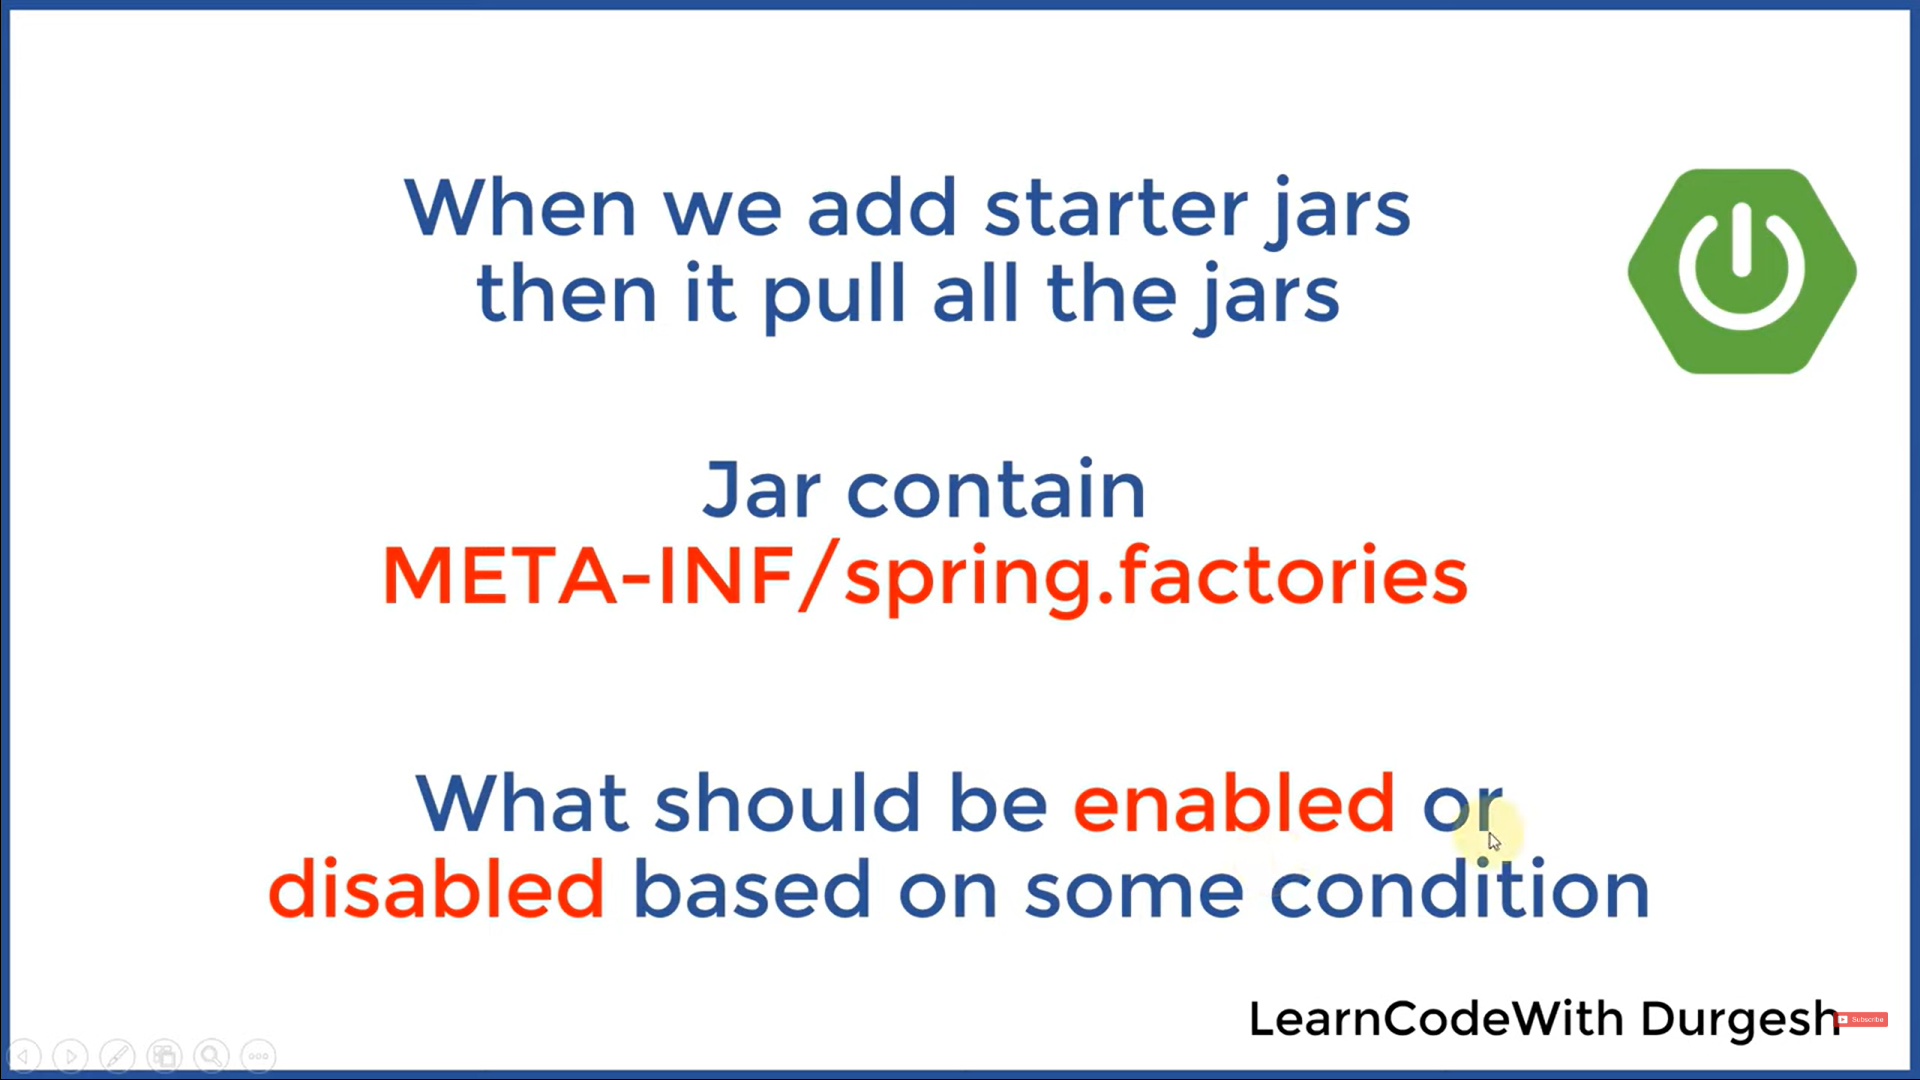 When we add starter jars
then it pull all the jars
Jar contain
META-INF/spring.factories
What should be enabled or
disabled based on some condition
LearnCodeWith Durgesh
Subscribe